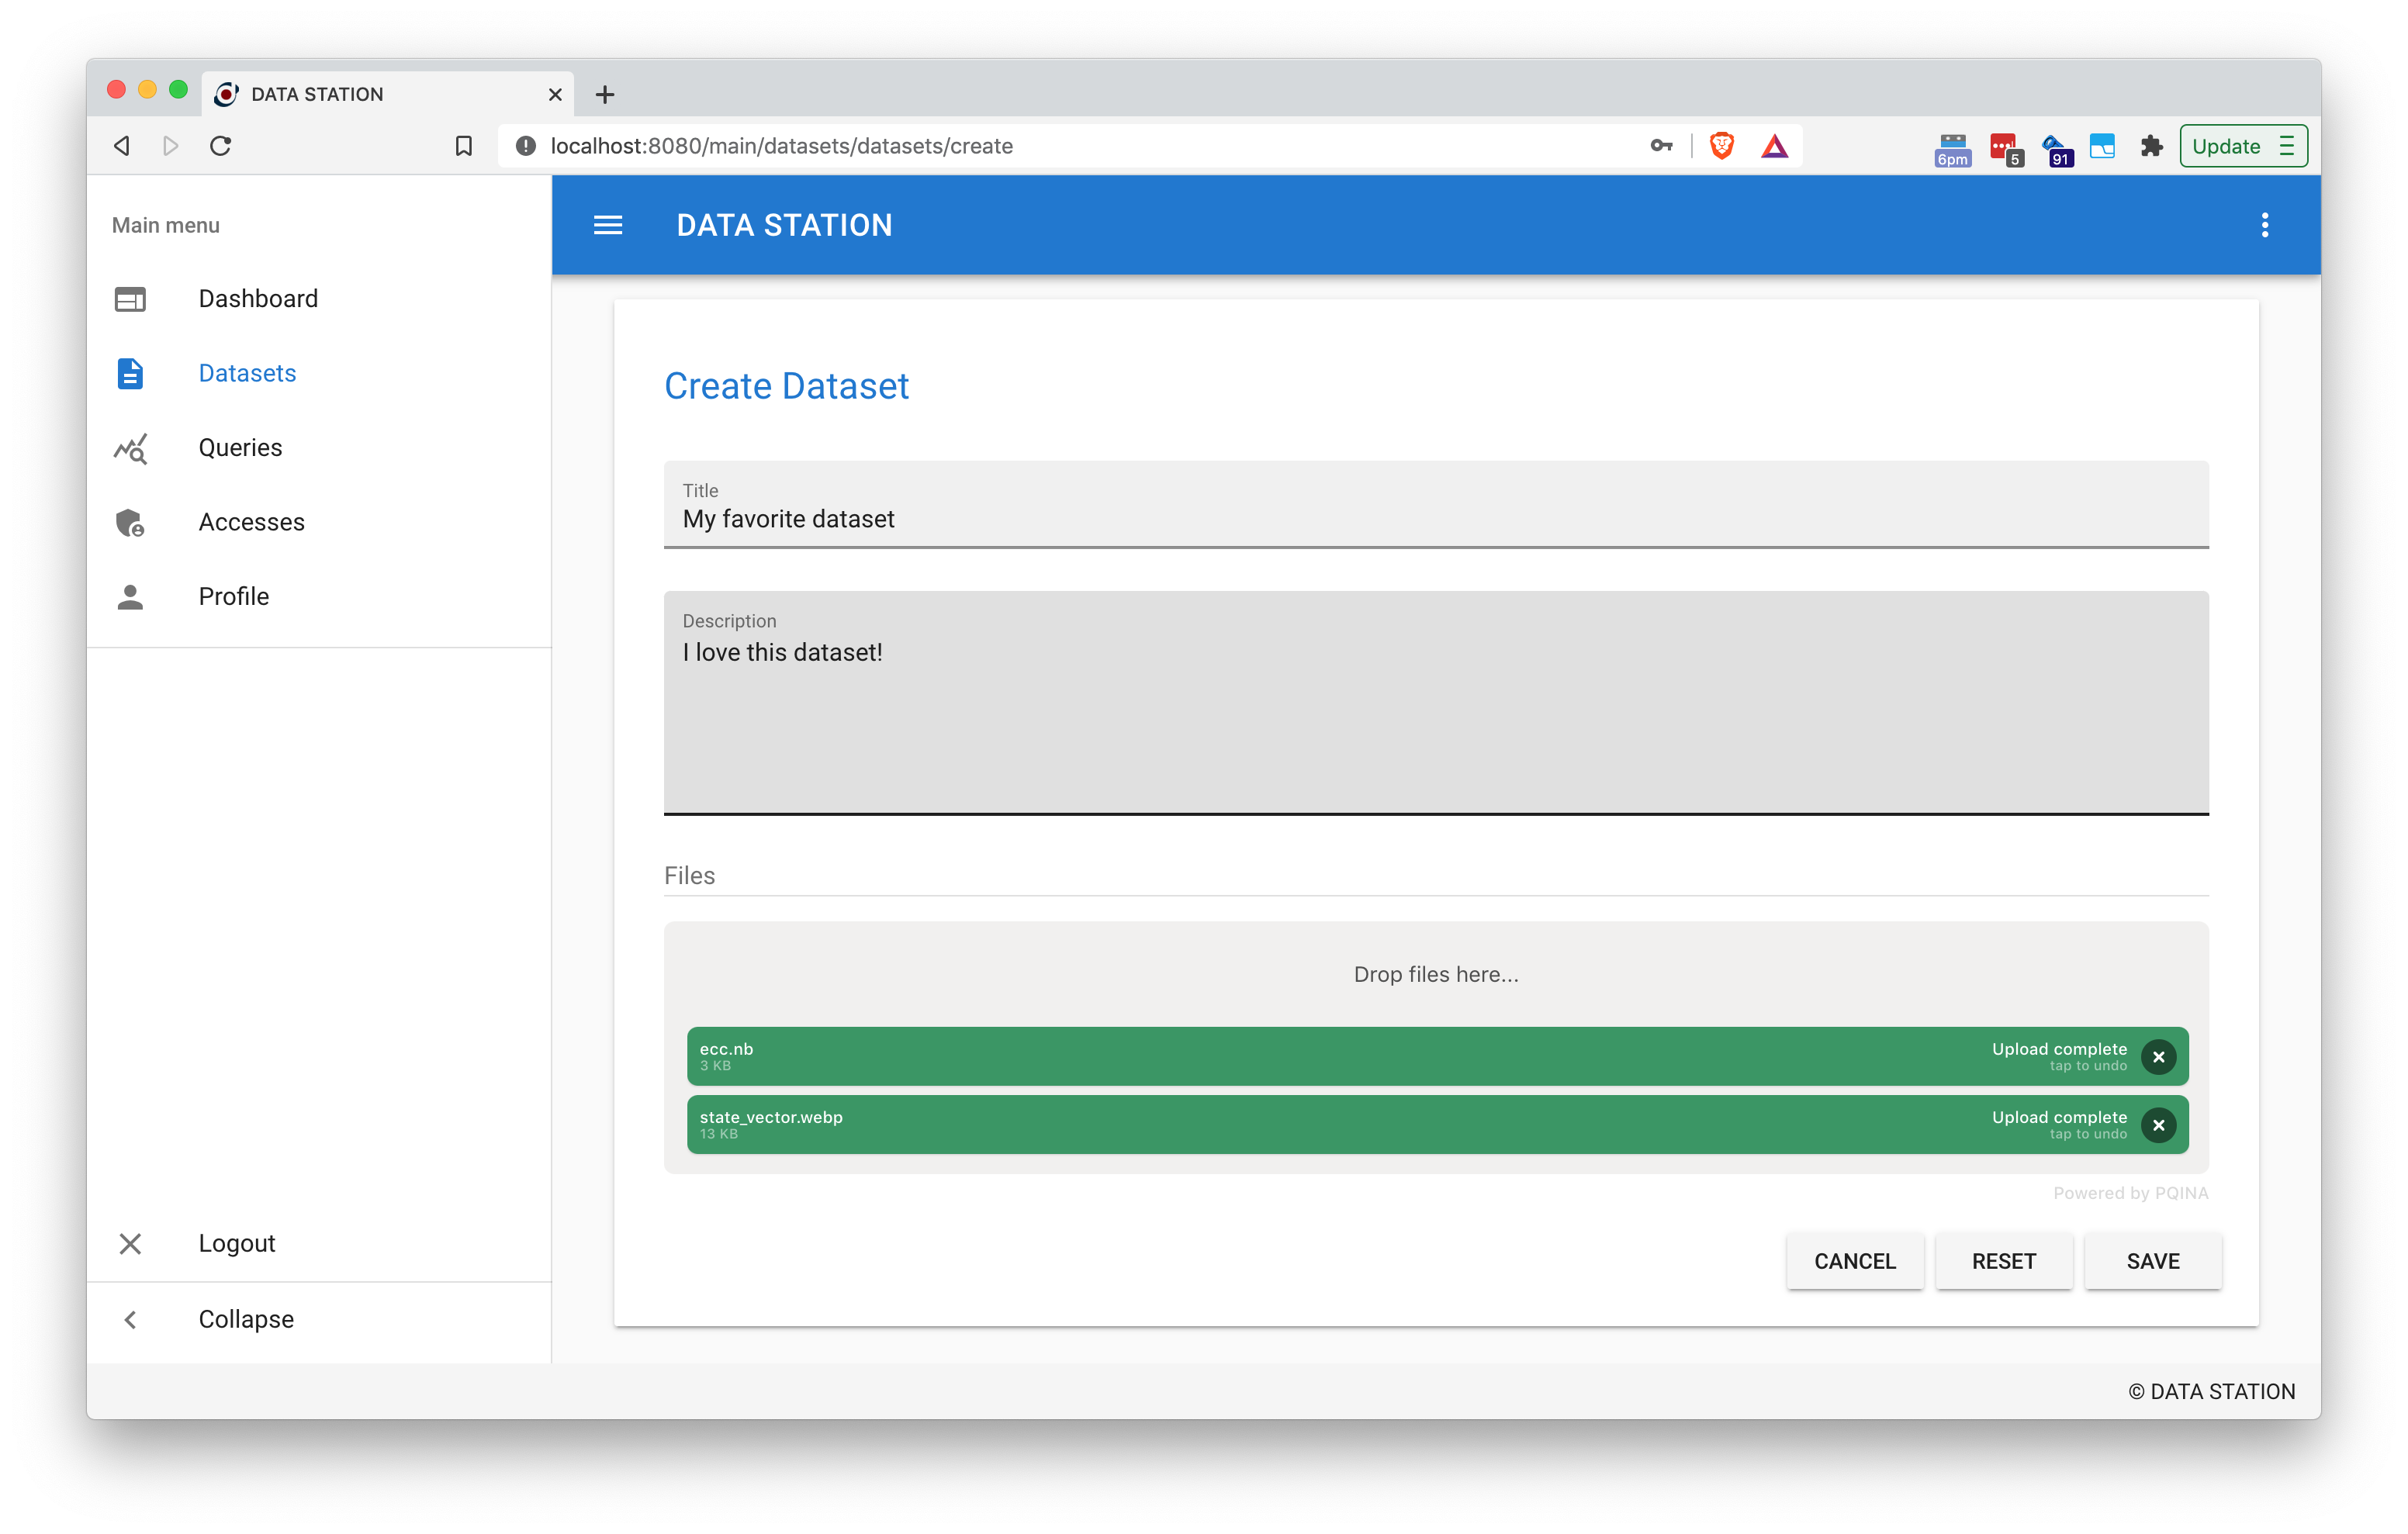 DATA STATION
localhost:8080/main/datasets/datasets/create
6pm
5
91
Update
Main menu
Dashboard
Datasets
Queries
Accesses
Profile
Logout
Collapse
DATA STATION
Create Dataset
Title
My favorite dataset
Description
I love this dataset!
Files
Drop files here...
ecc.nb
3 KB
Upload complete
tap to undo
state_vector.webp
13 KB
Upload complete
tap to undo
Powered by PQINA
CANCEL
RESET
SAVE
© DATA STATION